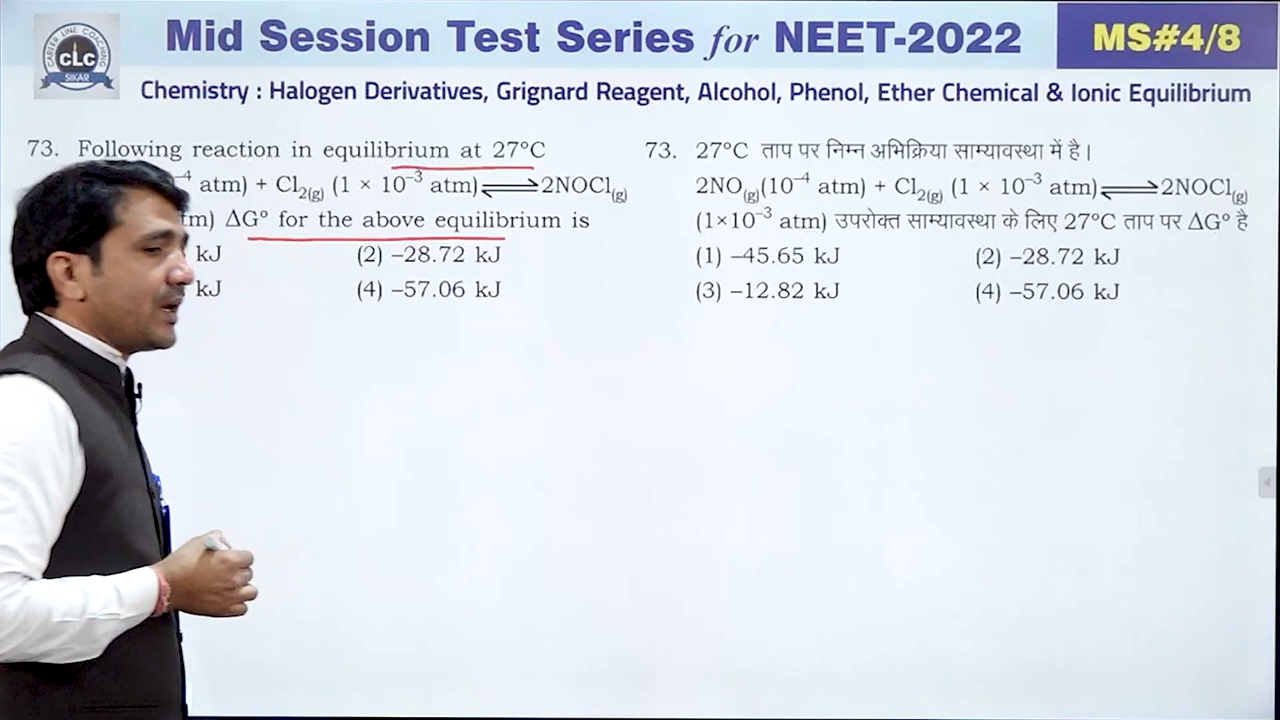 Mid Session Test Series for NEET-2022
MS#4/8
CAREER LINE COACHING
CLC
SIKAR
Chemistry : Halogen Derivatives, Grignard Reagent, Alcohol, Phenol, Ether Chemical & Ionic Equilibrium
73. Following reaction in equilibrium at 27°C
⁻⁴ atm) + Cl₂(g) (1 × 10⁻³ atm)⇌2NOCl(g)
tm) ΔG° for the above equilibrium is
kJ (2) –28.72 kJ
kJ (4) –57.06 kJ
73. 27°C ताप पर निम्न अभिक्रिया साम्यावस्था में है।
2NO(g)(10⁻⁴ atm) + Cl₂(g) (1 × 10⁻³ atm)⇌2NOCl(g)
(1×10⁻³ atm) उपरोक्त साम्यावस्था के लिए 27°C ताप पर ΔG° है
(1) –45.65 kJ (2) –28.72 kJ
(3) –12.82 kJ (4) –57.06 kJ